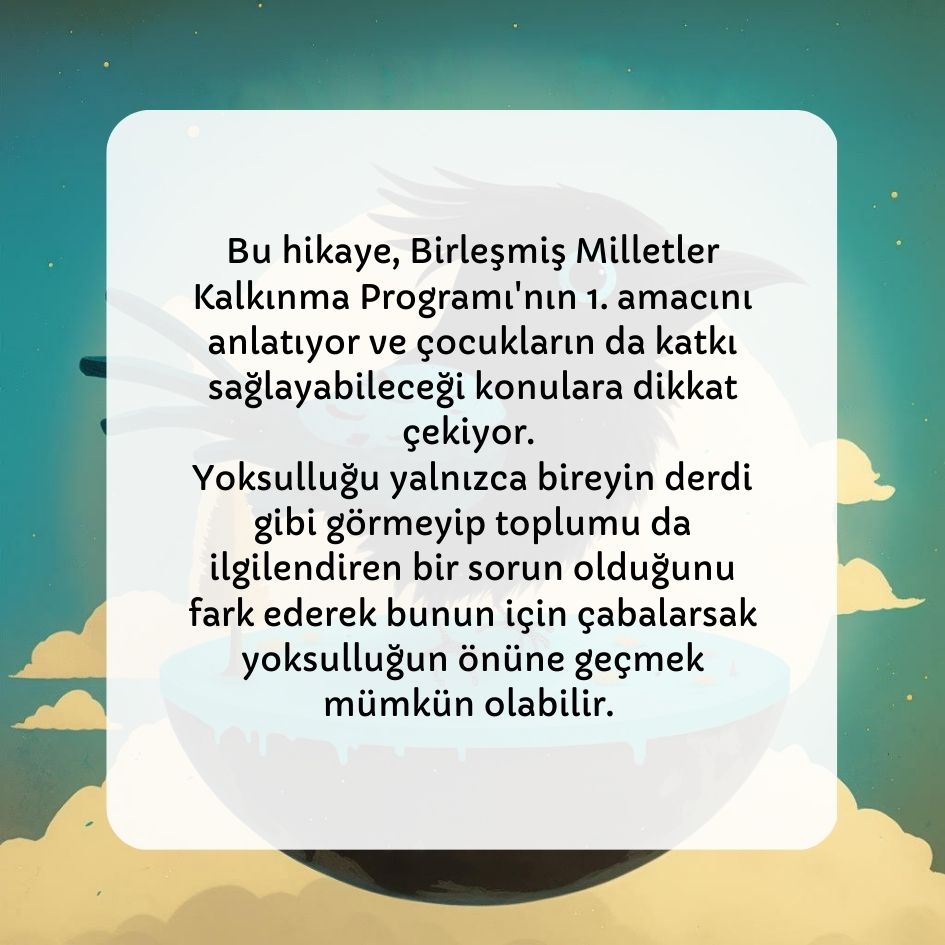 Bu hikaye, Birleşmiş Milletler
Kalkınma Programı'nın 1. amacını
anlatıyor ve çocukların da katkı
sağlayabileceği konulara dikkat
çekiyor.
Yoksulluğu yalnızca bireyin derdi
gibi görmeyip toplumu da
ilgilendiren bir sorun olduğunu
fark ederek bunun için çabalarsak
yoksulluğun önüne geçmek
mümkün olabilir.